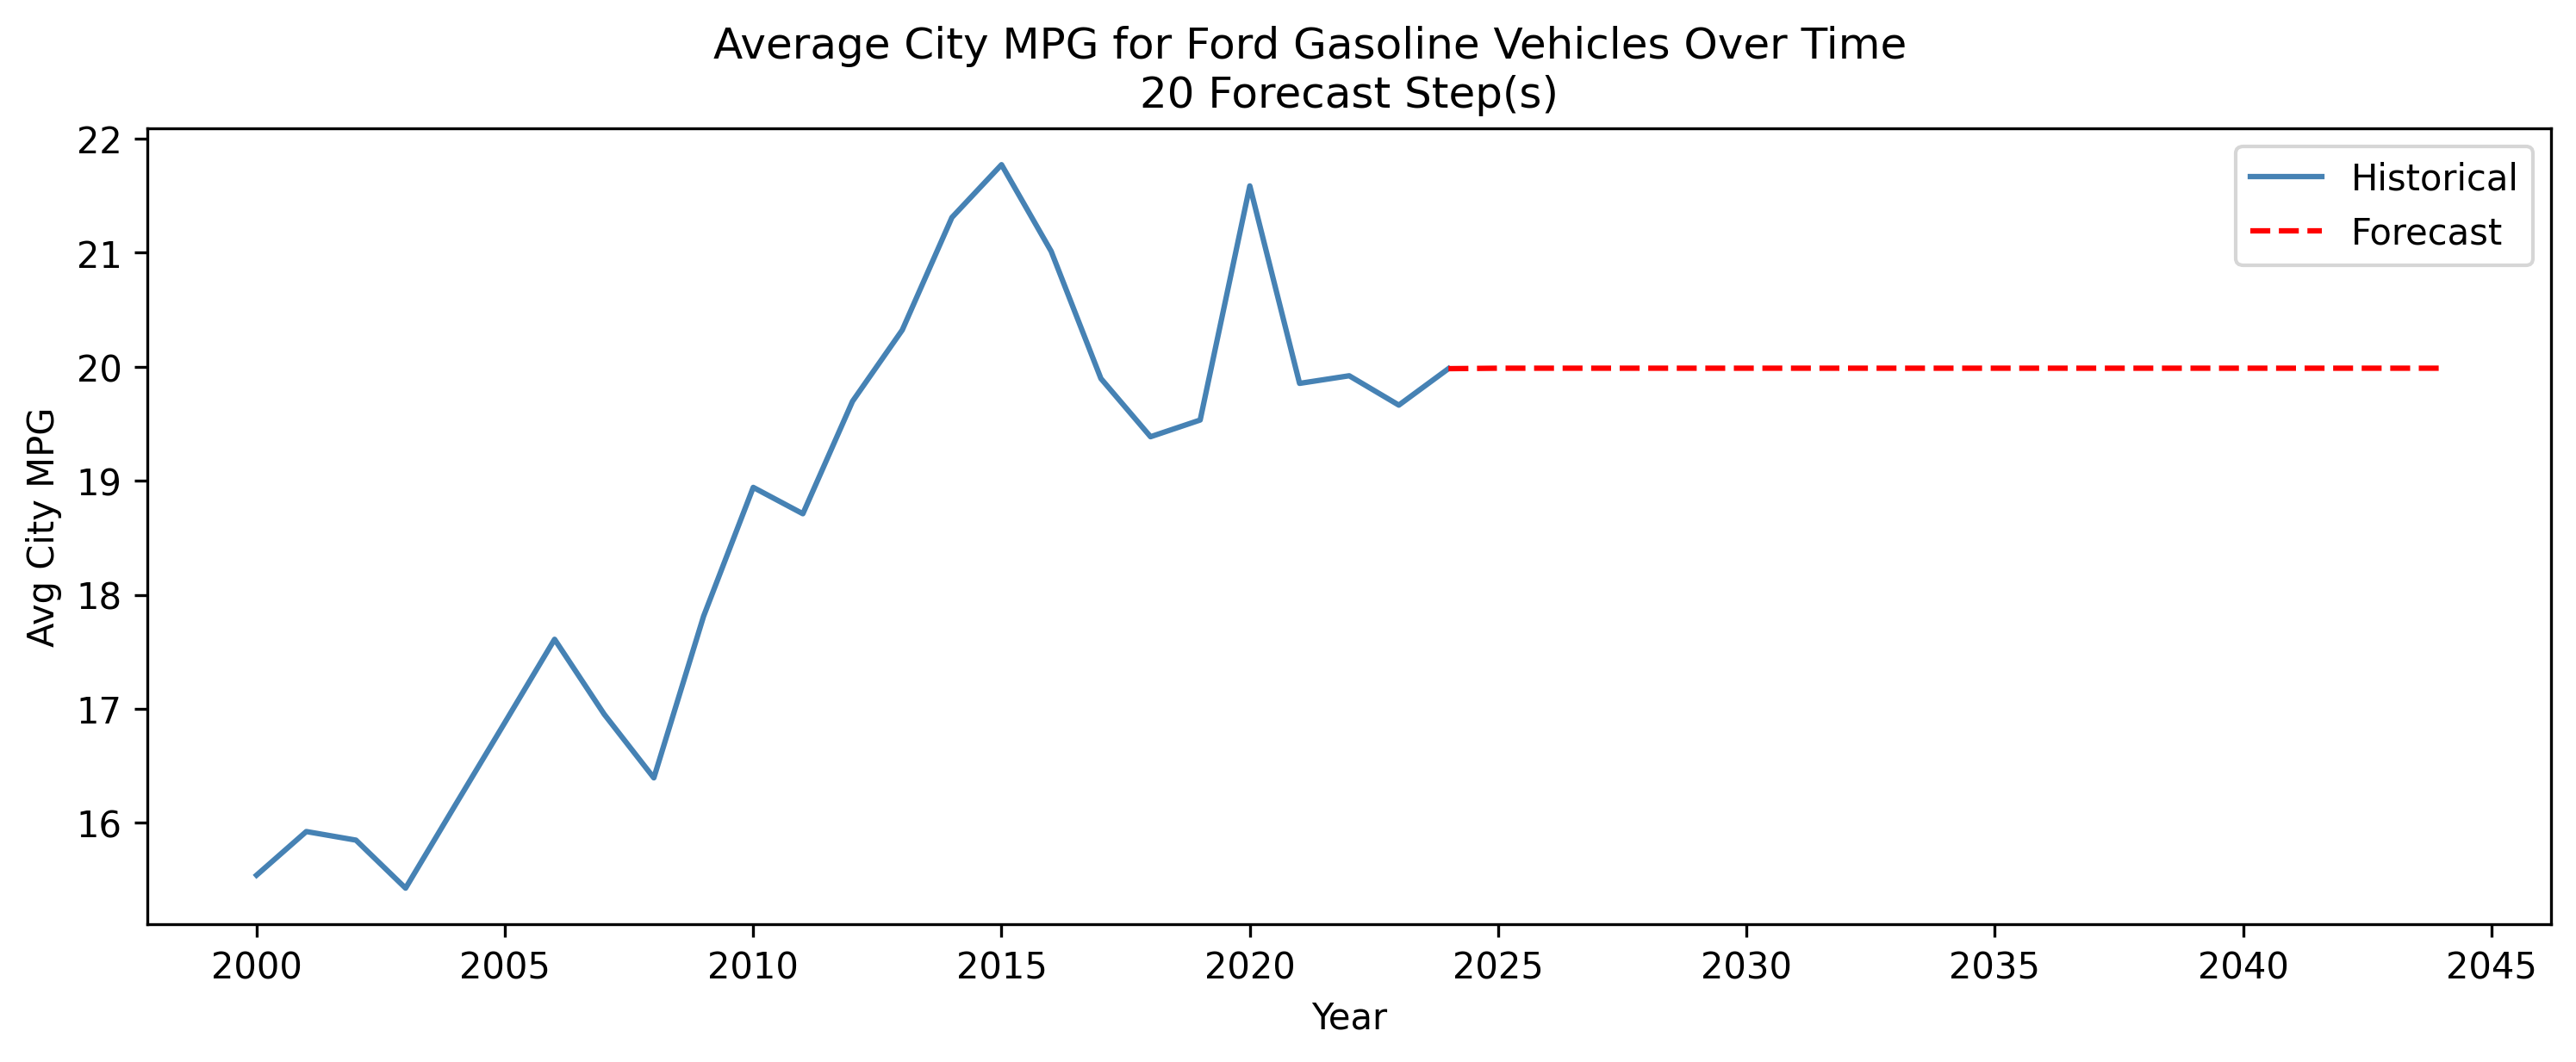 Average City MPG for Ford Gasoline Vehicles Over Time
20 Forecast Step(s)
22
21
20
19
18
17
16
Avg City MPG
Historical
Forecast
2000 2005 2010 2015 2020 2025 2030 2035 2040 2045
Year